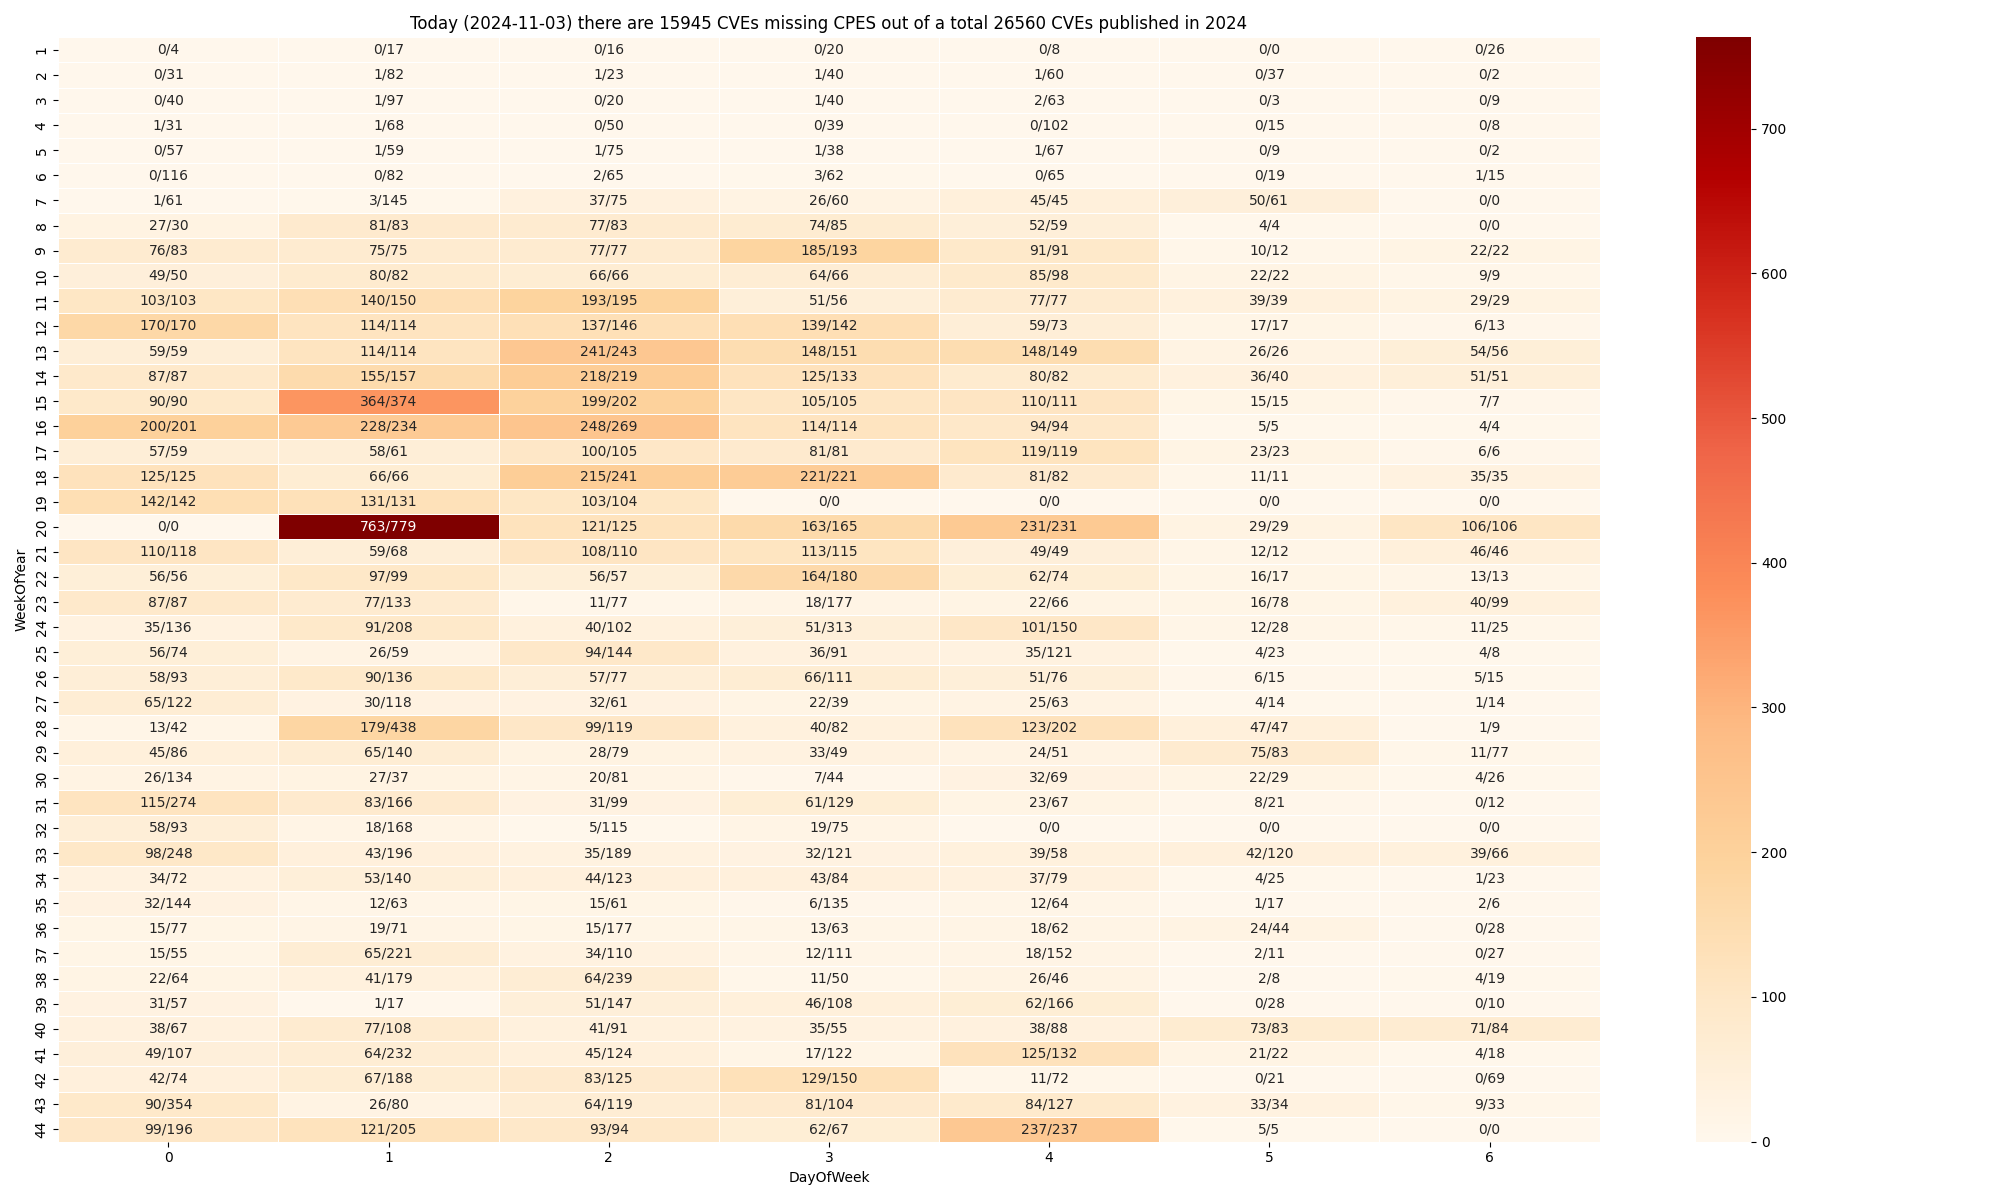 Today (2024-11-03) there are 15945 CVEs missing CPES out of a total 26560 CVEs published in 2024
WeekOfYear
1 0/4 0/17 0/16 0/20 0/8 0/0 0/26
2 0/31 1/82 1/23 1/40 1/60 0/37 0/2
3 0/40 1/97 0/20 1/40 2/63 0/3 0/9
4 1/31 1/68 0/50 0/39 0/102 0/15 0/8
5 0/57 1/59 1/75 1/38 1/67 0/9 0/2
6 0/116 0/82 2/65 3/62 0/65 0/19 1/15
7 1/61 3/145 37/75 26/60 45/45 50/61 0/0
8 27/30 81/83 77/83 74/85 52/59 4/4 0/0
9 76/83 75/75 77/77 185/193 91/91 10/12 22/22
10 49/50 80/82 66/66 64/66 85/98 22/22 9/9
11 103/103 140/150 193/195 51/56 77/77 39/39 29/29
12 170/170 114/114 137/146 139/142 59/73 17/17 6/13
13 59/59 114/114 241/243 148/151 148/149 26/26 54/56
14 87/87 155/157 218/219 125/133 80/82 36/40 51/51
15 90/90 364/374 199/202 105/105 110/111 15/15 7/7
16 200/201 228/234 248/269 114/114 94/94 5/5 4/4
17 57/59 58/61 100/105 81/81 119/119 23/23 6/6
18 125/125 66/66 215/241 221/221 81/82 11/11 35/35
19 142/142 131/131 103/104 0/0 0/0 0/0 0/0
20 0/0 763/779 121/125 163/165 231/231 29/29 106/106
21 110/118 59/68 108/110 113/115 49/49 12/12 46/46
22 56/56 97/99 56/57 164/180 62/74 16/17 13/13
23 87/87 77/133 11/77 18/177 22/66 16/78 40/99
24 35/136 91/208 40/102 51/313 101/150 12/28 11/25
25 56/74 26/59 94/144 36/91 35/121 4/23 4/8
26 58/93 90/136 57/77 66/111 51/76 6/15 5/15
27 65/122 30/118 32/61 22/39 25/63 4/14 1/14
28 13/42 179/438 99/119 40/82 123/202 47/47 1/9
29 45/86 65/140 28/79 33/49 24/51 75/83 11/77
30 26/134 27/37 20/81 7/44 32/69 22/29 4/26
31 115/274 83/166 31/99 61/129 23/67 8/21 0/12
32 58/93 18/168 5/115 19/75 0/0 0/0 0/0
33 98/248 43/196 35/189 32/121 39/58 42/120 39/66
34 34/72 53/140 44/123 43/84 37/79 4/25 1/23
35 32/144 12/63 15/61 6/135 12/64 1/17 2/6
36 15/77 19/71 15/177 13/63 18/62 24/44 0/28
37 15/55 65/221 34/110 12/111 18/152 2/11 0/27
38 22/64 41/179 64/239 11/50 26/46 2/8 4/19
39 31/57 1/17 51/147 46/108 62/166 0/28 0/10
40 38/67 77/108 41/91 35/55 38/88 73/83 71/84
41 49/107 64/232 45/124 17/122 125/132 21/22 4/18
42 42/74 67/188 83/125 129/150 11/72 0/21 0/69
43 90/354 26/80 64/119 81/104 84/127 33/34 9/33
44 99/196 121/205 93/94 62/67 237/237 5/5 0/0
0 1 2 3 4 5 6
DayOfWeek
700
600
500
400
300
200
100
0